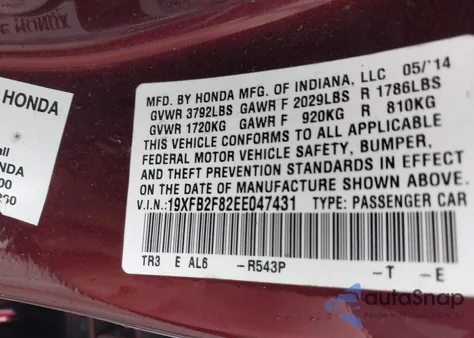 HONDA
MFD. BY HONDA MFG. OF INDIANA, LLC 05/'14
GVWR 3792LBS GAWR F 2029LBS R 1786LBS
GVWR 1720KG GAWR F 920KG R 810KG
THIS VEHICLE CONFORMS TO ALL APPLICABLE
FEDERAL MOTOR VEHICLE SAFETY, BUMPER,
AND THEFT PREVENTION STANDARDS IN EFFECT
ON THE DATE OF MANUFACTURE SHOWN ABOVE.
V.I.N.: 19XFB2F82EE047431 TYPE: PASSENGER CAR
TR3 E AL6 -R543P -T -E
autoSnap